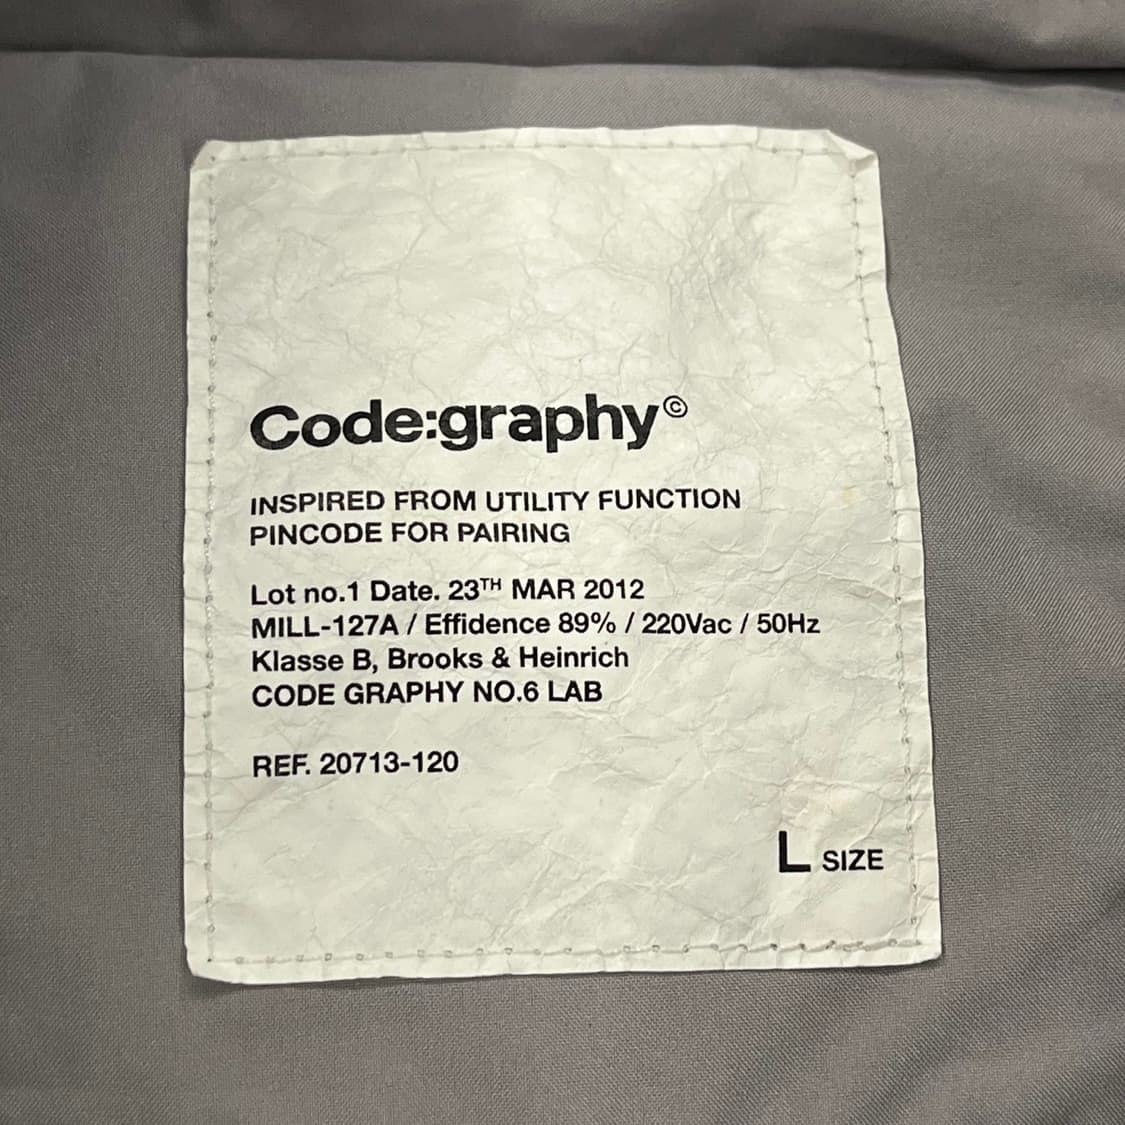 Code:graphy©
INSPIRED FROM UTILITY FUNCTION
PINCODE FOR PAIRING
Lot no.1 Date. 23TH MAR 2012
MILL-127A / Effidence 89% / 220Vac / 50Hz
Klasse B, Brooks & Heinrich
CODE GRAPHY NO.6 LAB
REF. 20713-120
L SIZE